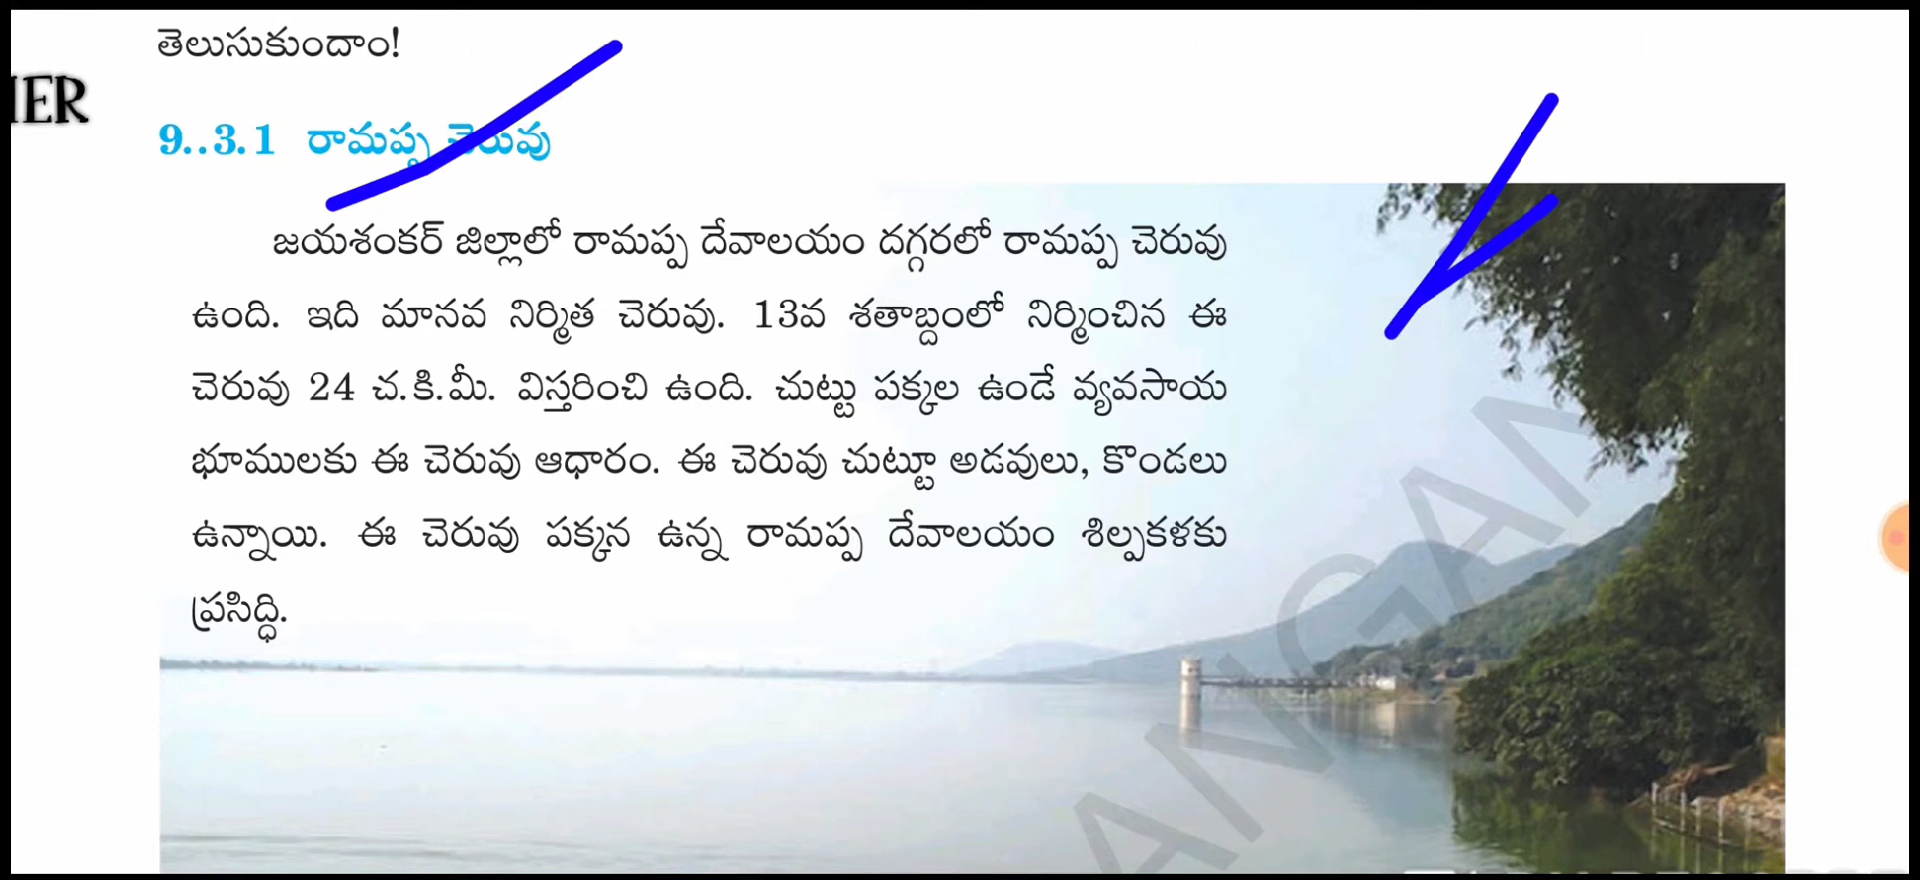 తెలుసుకుందాం!
IER
9..3.1 రామప్ప చెరువు
జయశంకర్ జిల్లాలో రామప్ప దేవాలయం దగ్గరలో రామప్ప చెరువు
ఉంది. ఇది మానవ నిర్మిత చెరువు. 13వ శతాబ్దంలో నిర్మించిన ఈ
చెరువు 24 చ.కి.మీ. విస్తరించి ఉంది. చుట్టు పక్కల ఉండే వ్యవసాయ
భూములకు ఈ చెరువు ఆధారం. ఈ చెరువు చుట్టూ అడవులు, కొండలు
ఉన్నాయి. ఈ చెరువు పక్కన ఉన్న రామప్ప దేవాలయం శిల్పకళకు
ప్రసిద్ధి.
ANGAN